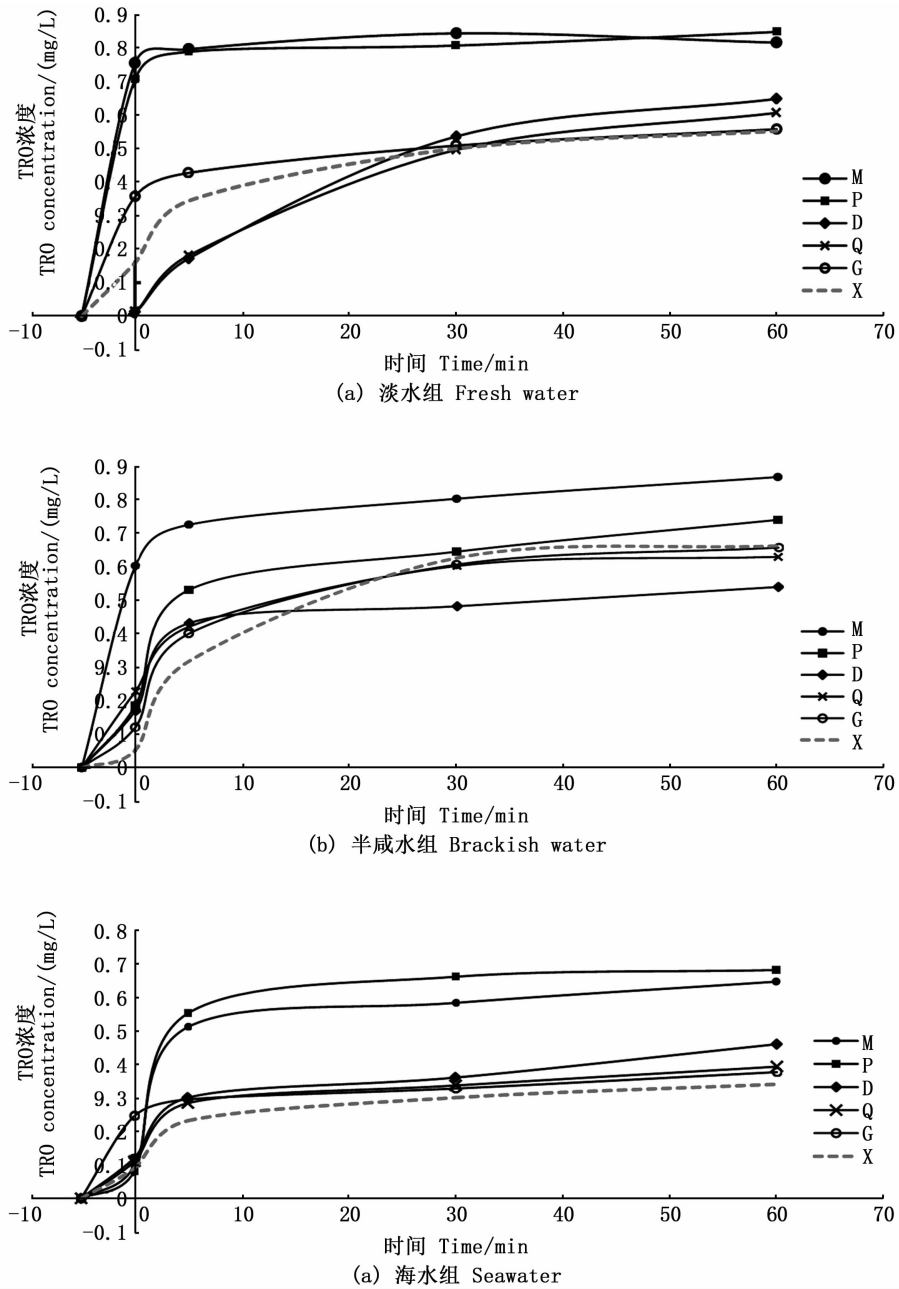 0.9
0.8
0.7
0.6
0.5
0.4
9.3
0.2
0.1
0
-0.1
TRO浓度
TRO concentration/(mg/L)
M
P
D
Q
G
X
-10 0 10 20 30 40 50 60 70
时间 Time/min
(a) 淡水组 Fresh water
0.9
0.8
0.7
0.6
0.5
0.4
9.3
0.2
0.1
0
-0.1
TRO浓度
TRO concentration/(mg/L)
M
P
D
Q
G
X
-10 0 10 20 30 40 50 60 70
时间 Time/min
(b) 半咸水组 Brackish water
0.8
0.7
0.6
0.5
0.4
9.3
0.2
0.1
0
-0.1
TRO浓度
TRO concentration/(mg/L)
M
P
D
Q
G
X
-10 0 10 20 30 40 50 60 70
时间 Time/min
(a) 海水组 Seawater